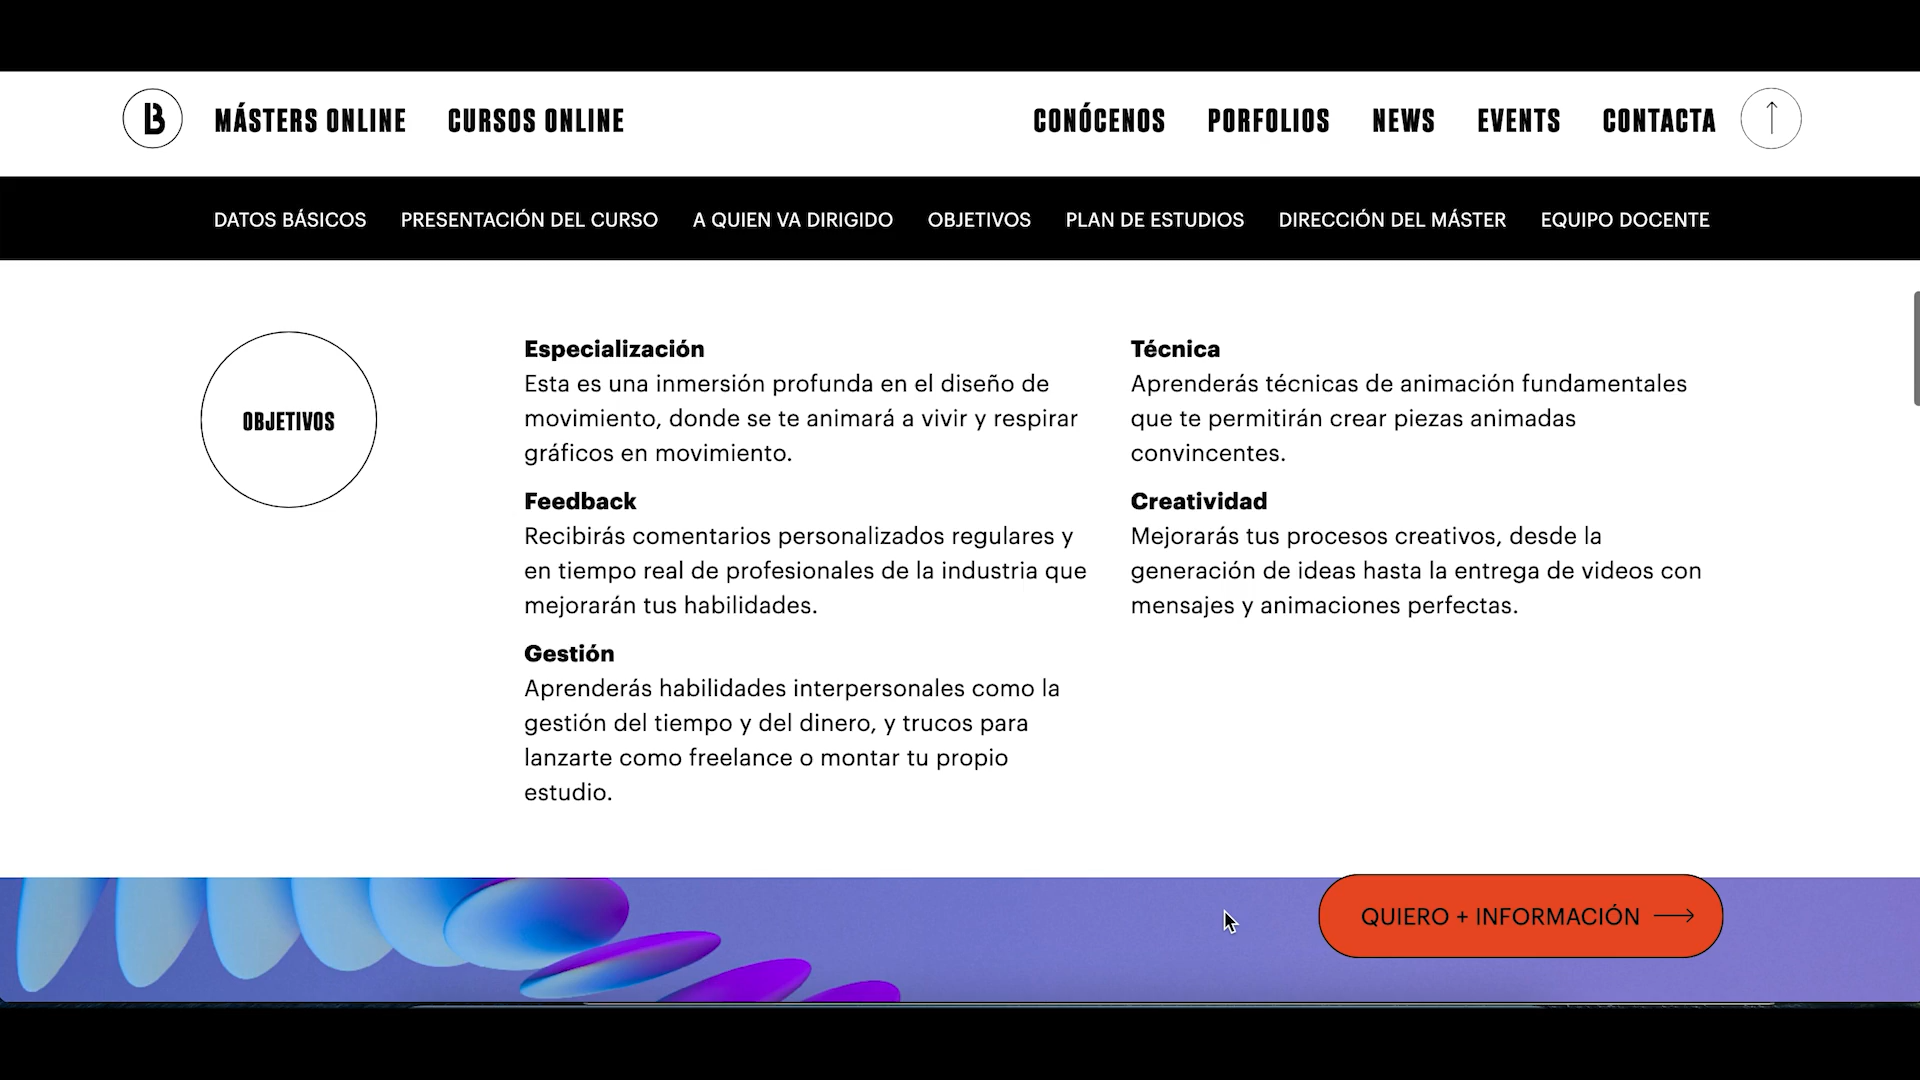 B
MÁSTERS ONLINE
CURSOS ONLINE
CONÓCENOS
PORFOLIOS
NEWS
EVENTS
CONTACTA
DATOS BÁSICOS
PRESENTACIÓN DEL CURSO
A QUIEN VA DIRIGIDO
OBJETIVOS
PLAN DE ESTUDIOS
DIRECCIÓN DEL MÁSTER
EQUIPO DOCENTE
OBJETIVOS
Especialización
Esta es una inmersión profunda en el diseño de
movimiento, donde se te animará a vivir y respirar
gráficos en movimiento.
Técnica
Aprenderás técnicas de animación fundamentales
que te permitirán crear piezas animadas
convincentes.
Feedback
Recibirás comentarios personalizados regulares y
en tiempo real de profesionales de la industria que
mejorarán tus habilidades.
Creatividad
Mejorarás tus procesos creativos, desde la
generación de ideas hasta la entrega de videos con
mensajes y animaciones perfectas.
Gestión
Aprenderás habilidades interpersonales como la
gestión del tiempo y del dinero, y trucos para
lanzarte como freelance o montar tu propio
estudio.
QUIERO + INFORMACIÓN